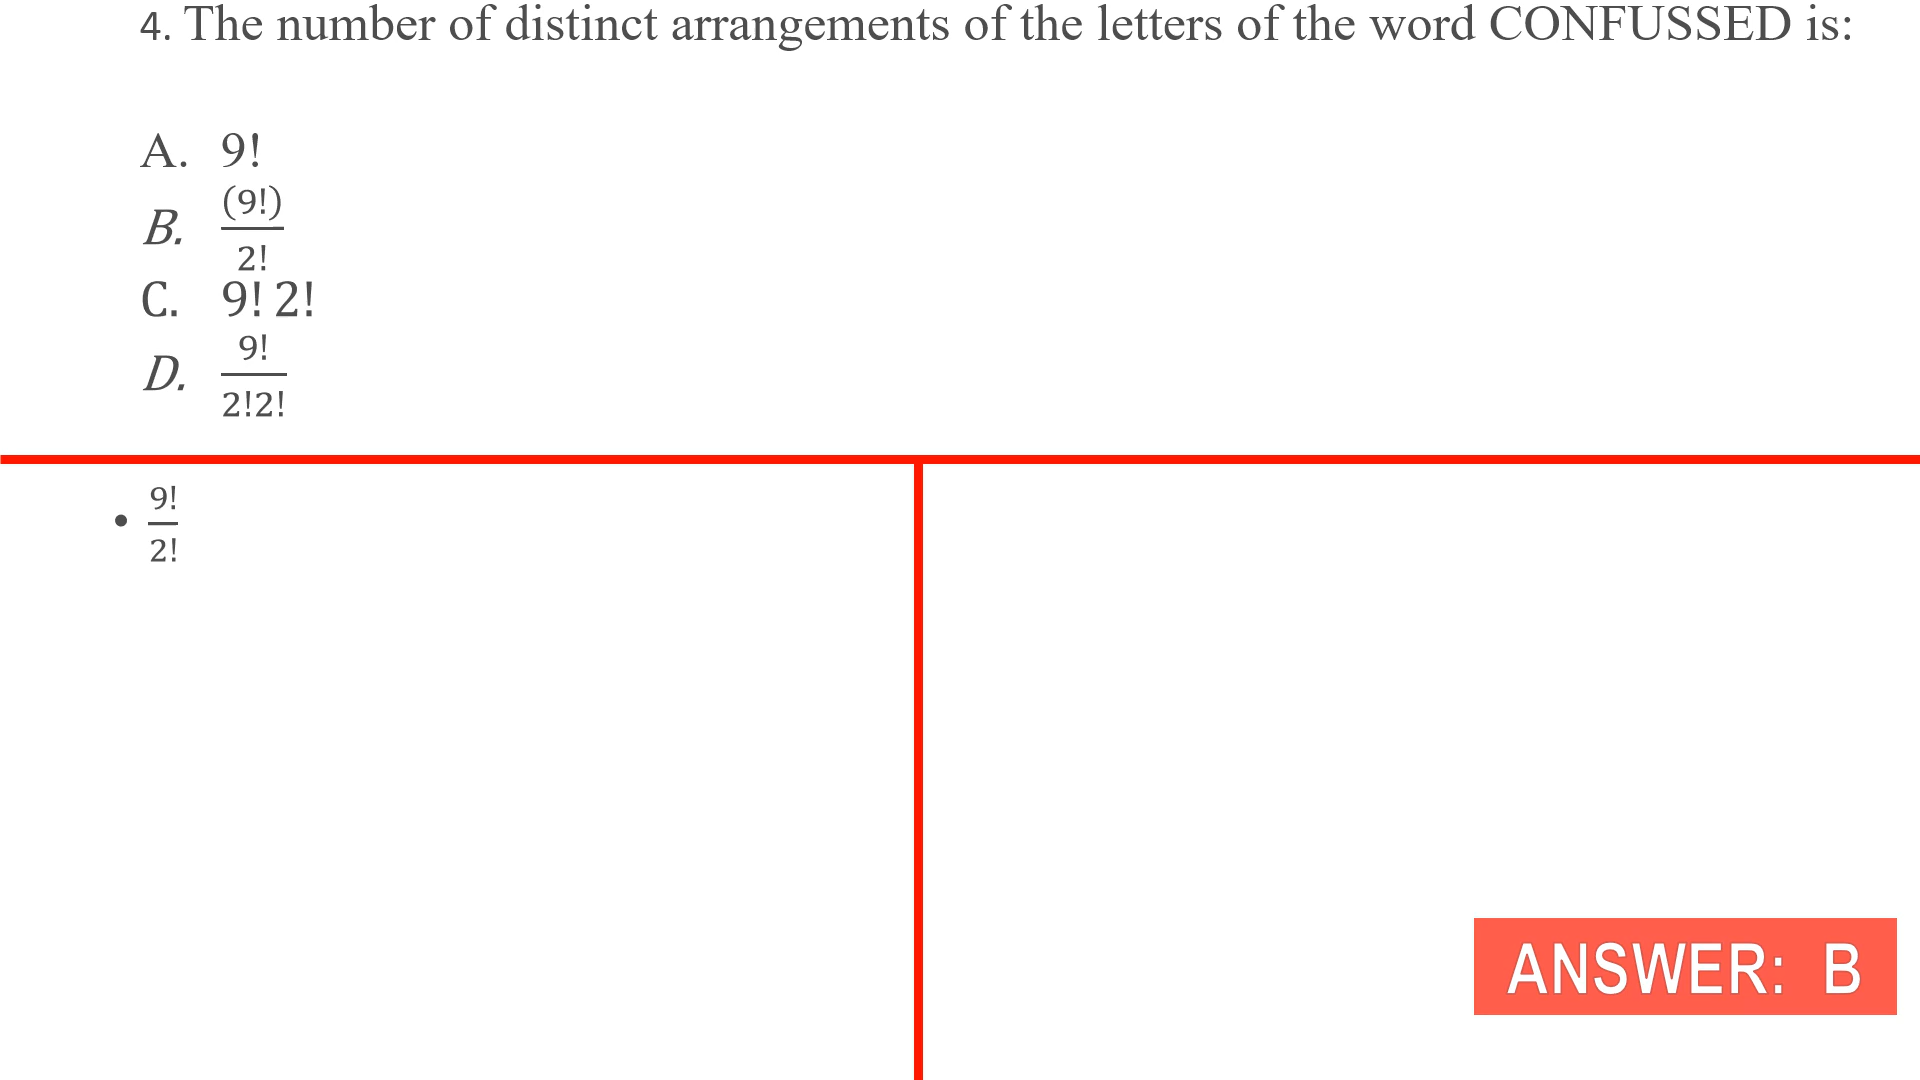 4. The number of distinct arrangements of the letters of the word CONFUSSED is:
A. 9!
B. (9!)
2!
C. 9! 2!
D. 9!
2!2!
• 9!
2!
ANSWER: B